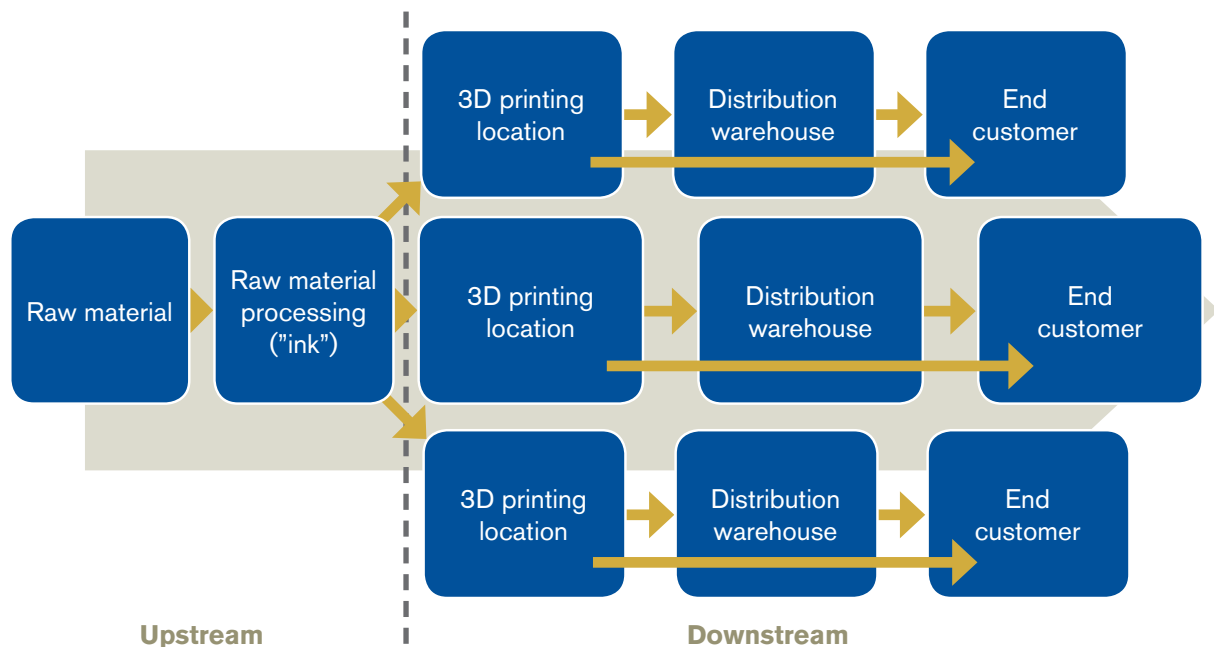 3D printing
location
Distribution
warehouse
End
customer
Raw material
Raw material
processing
(”ink”)
3D printing
location
Distribution
warehouse
End
customer
3D printing
location
Distribution
warehouse
End
customer
Upstream
Downstream